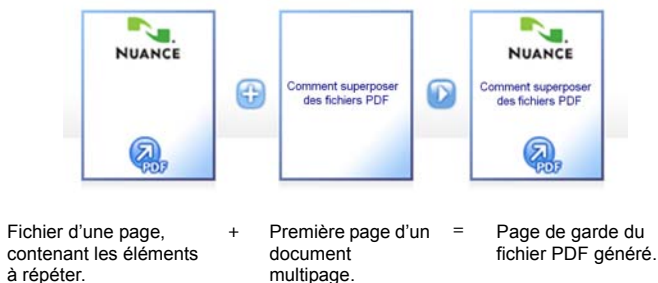 NUANCE
PDF
Comment superposer
des fichiers PDF
NUANCE
Comment superposer
des fichiers PDF
PDF
Fichier d'une page,
contenant les éléments
à répéter.
+
Première page d'un
document
multipage.
=
Page de garde du
fichier PDF généré.